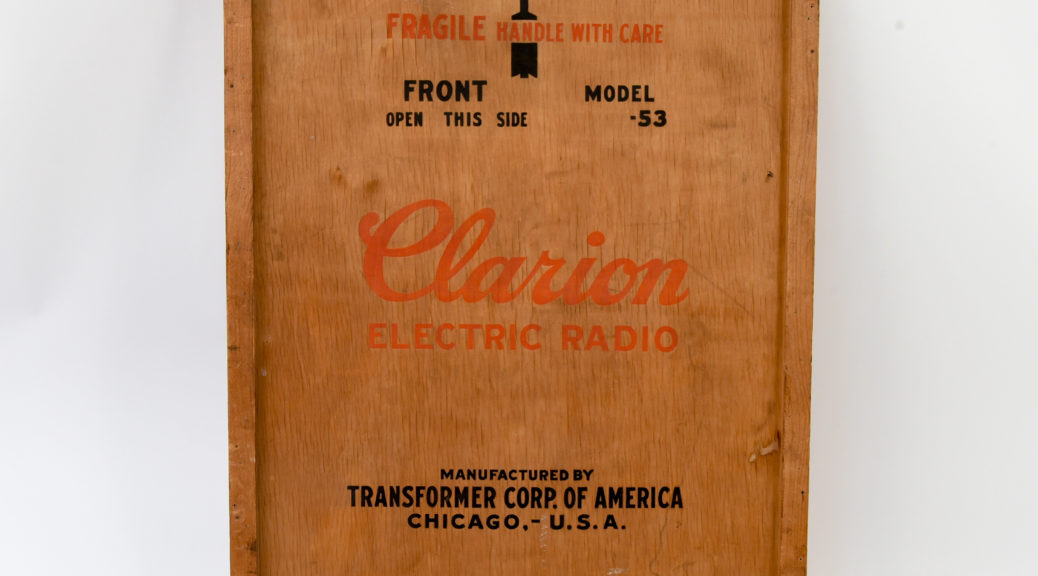 FRAGILE HANDLE WITH CARE
FRONT MODEL
OPEN THIS SIDE -53
Clarion
ELECTRIC RADIO
MANUFACTURED BY
TRANSFORMER CORP. OF AMERICA
CHICAGO,- U.S.A.